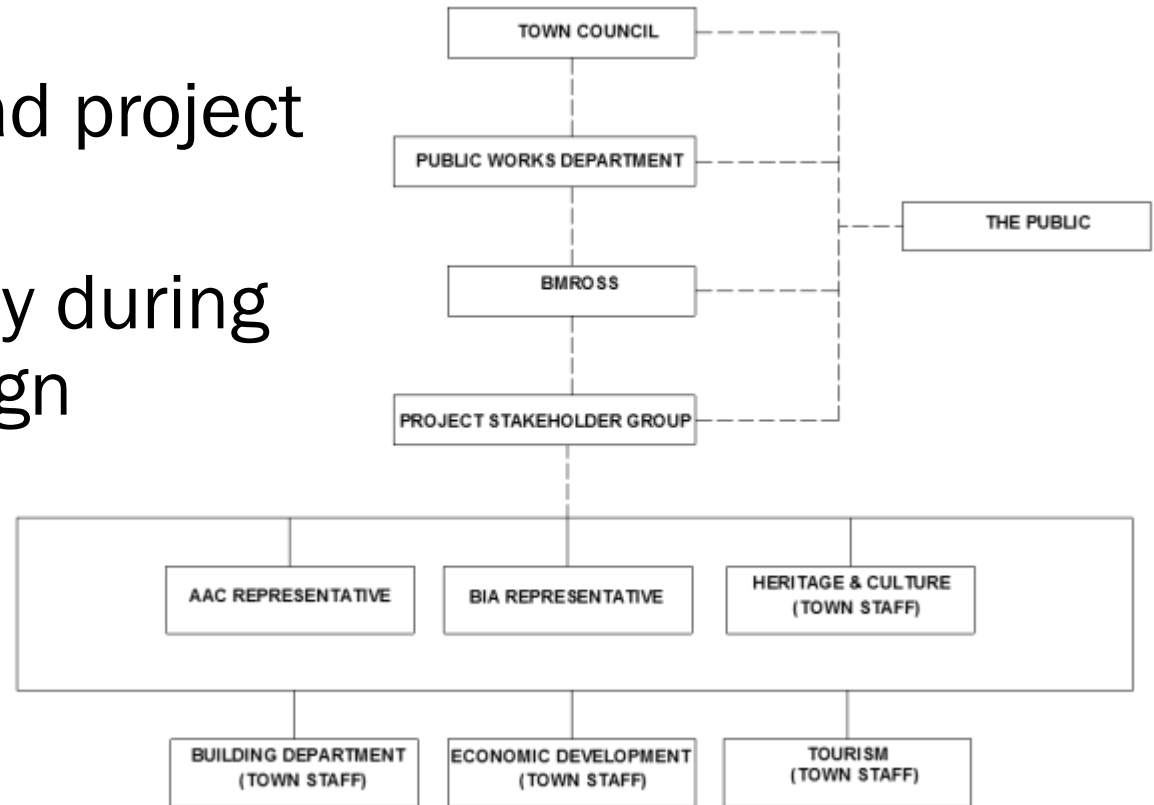 ad project
y during
gn
TOWN COUNCIL
PUBLIC WORKS DEPARTMENT
THE PUBLIC
BMROSS
PROJECT STAKEHOLDER GROUP
AAC REPRESENTATIVE
BIA REPRESENTATIVE
HERITAGE & CULTURE
(TOWN STAFF)
BUILDING DEPARTMENT
(TOWN STAFF)
ECONOMIC DEVELOPMENT
(TOWN STAFF)
TOURISM
(TOWN STAFF)